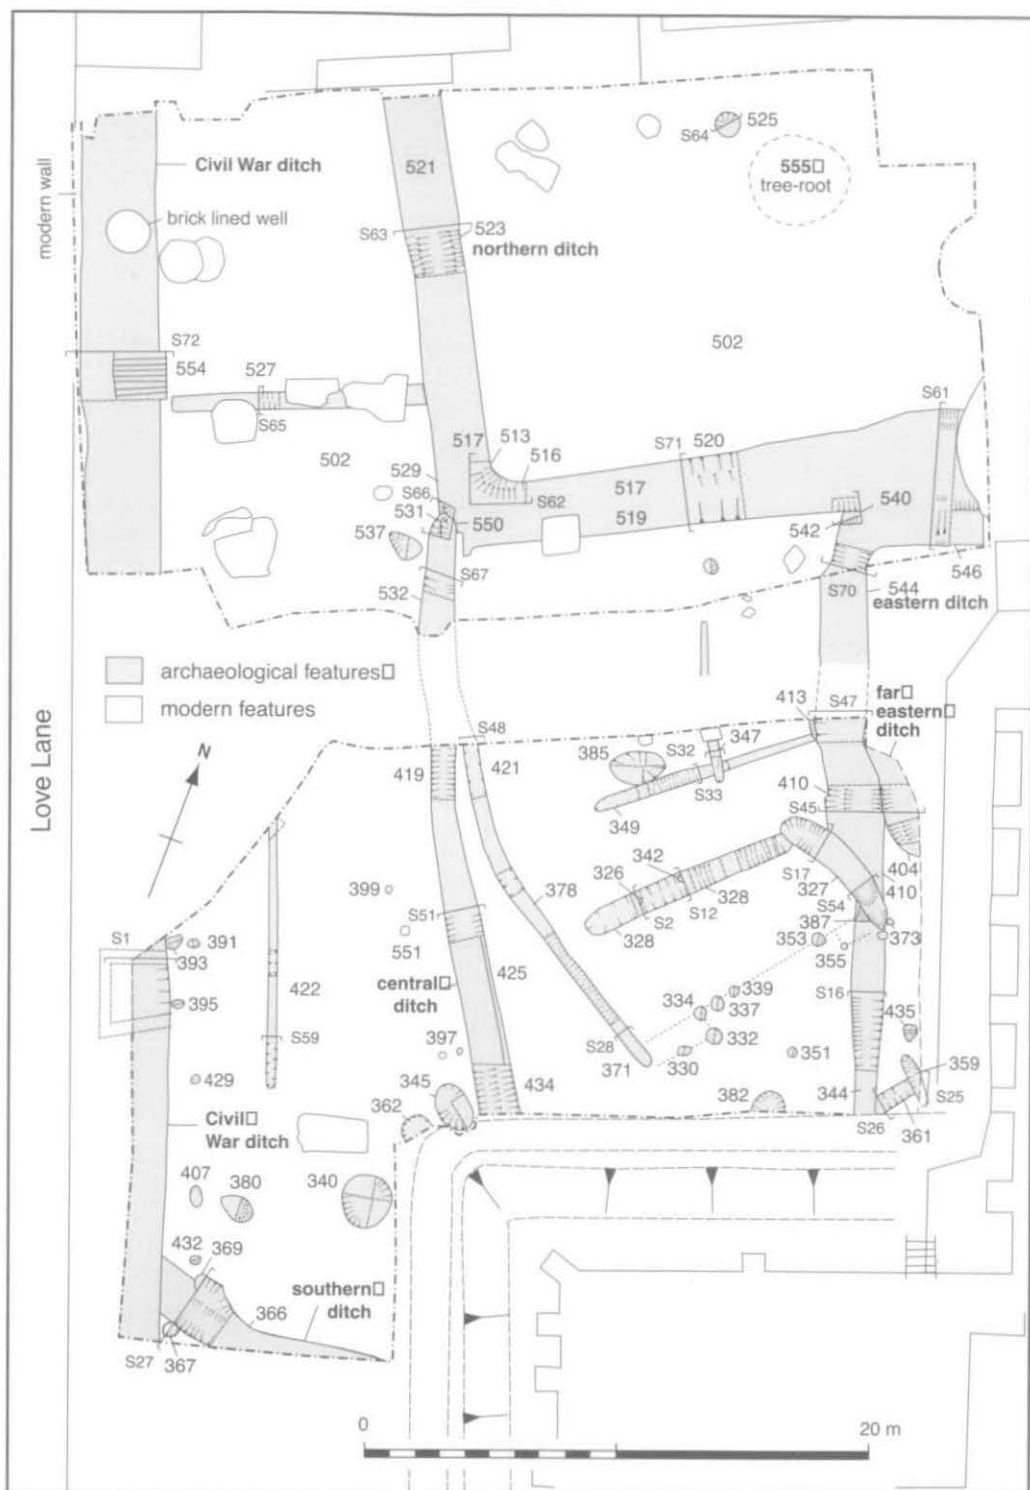 S64
525
555
tree-root
Civil War ditch
521
modern wall
brick lined well
S63
523
northern ditch
S72
554
527
502
S61
S65
502
517
513
516
S71
520
529
S66
S62
517
531
550
519
540
537
542
S67
532
S70
544
546
eastern ditch
archaeological features
modern features
far
eastern
ditch
413
S47
S48
N
Love Lane
419
421
385
S32
347
S33
349
410
S45
404
342
326
328
S17
327
410
399
378
S2
S12
328
S54
387
S51
551
353
373
355
S1
391
393
425
central
ditch
395
422
339
334
337
S16
435
S59
332
S28
397
371
330
351
359
429
345
434
382
344
S25
362
S26
361
Civil
War ditch
407
380
340
432
369
southern
ditch
366
S27
367
0
20 m